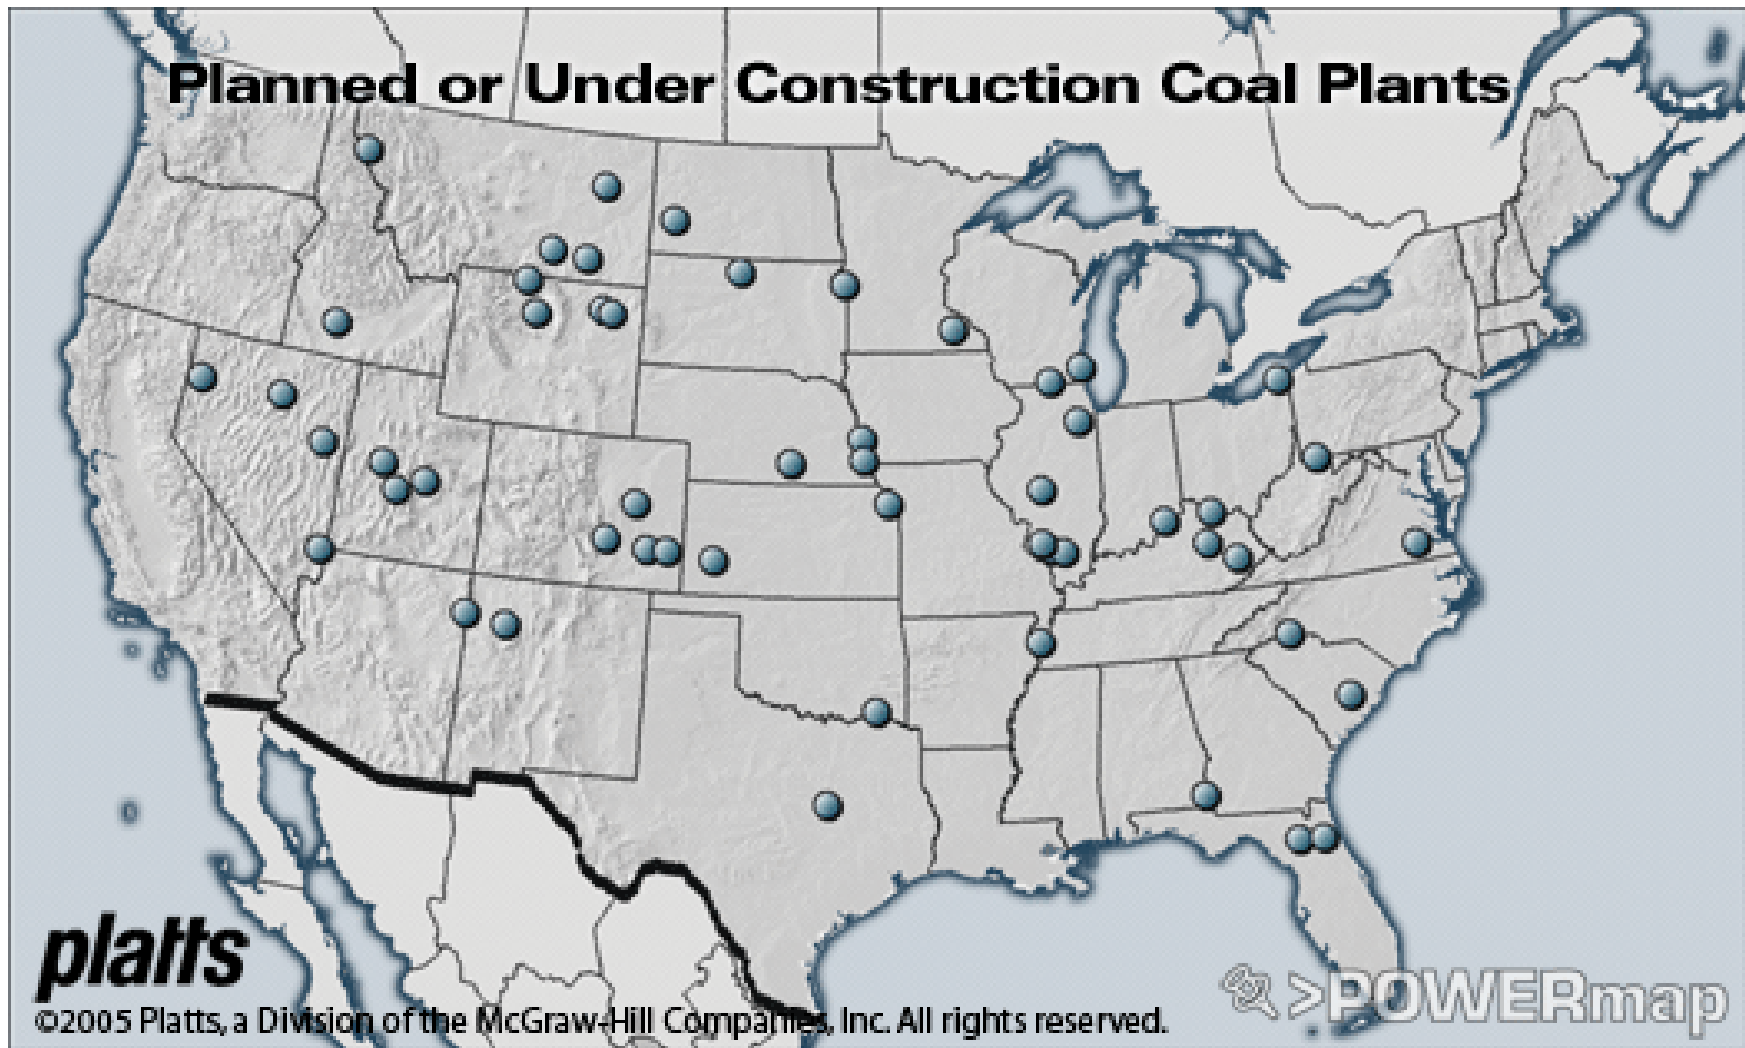 Planned or Under Construction Coal Plants
platts
©2005 Platts, a Division of the McGraw-Hill Companies, Inc. All rights reserved.
>POWERmap